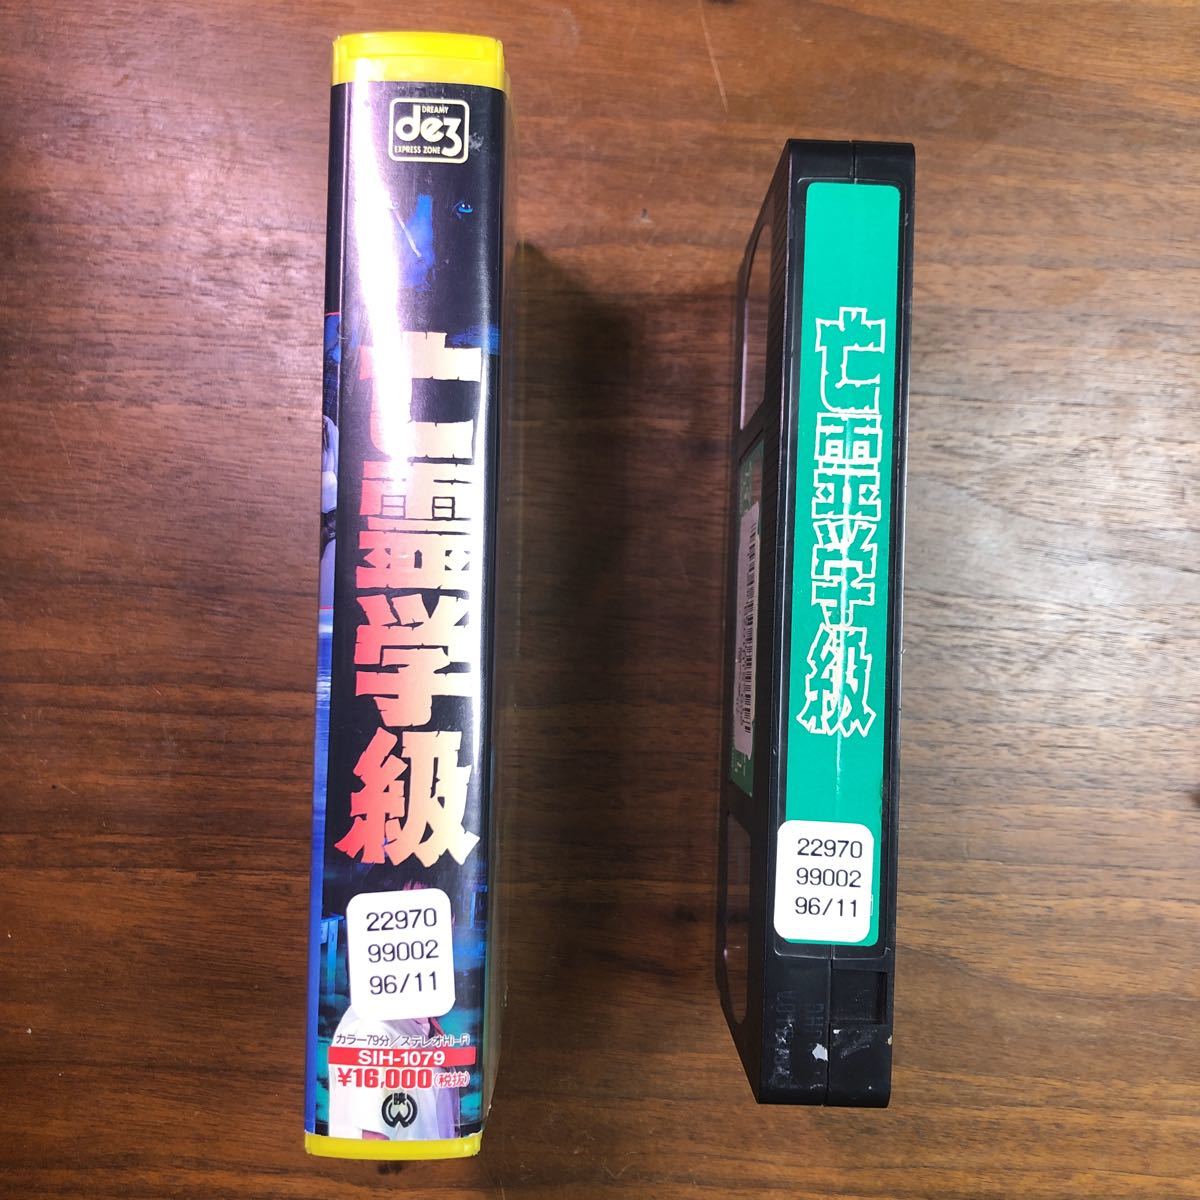 DREAMY
dez
EXPRESS ZONE
亡霊学級
22970
99002
96/11
カラー79分/ステレオHi-Fi
SIH-1079
¥16,000(税抜)
映
亡霊学級
22970
99002
96/11